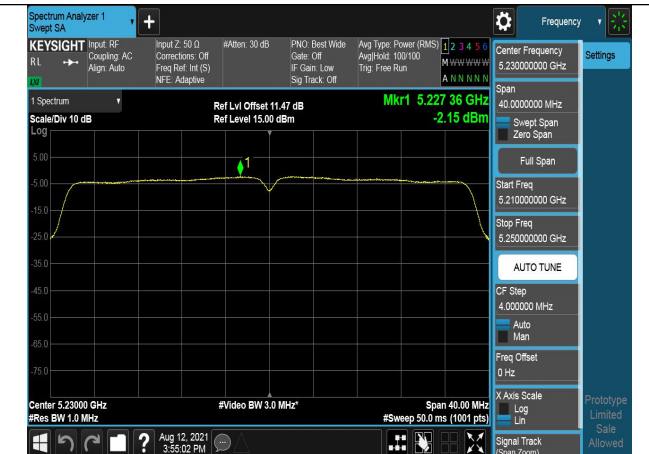 Spectrum Analyzer 1
Swept SA
Frequency
KEYSIGHT
RL
LXI
Input: RF
Coupling: AC
Align: Auto
Input Z: 50 Ω
Corrections: Off
Freq Ref: Int (S)
NFE: Adaptive
#Atten: 30 dB
PNO: Best Wide
Gate: Off
IF Gain: Low
Sig Track: Off
Avg Type: Power (RMS)
Avg|Hold: 100/100
Trig: Free Run
1 2 3 4 5 6
M W W W W W
A N N N N N
1 Spectrum
Scale/Div 10 dB
Log
Ref Lvl Offset 11.47 dB
Ref Level 15.00 dBm
Mkr1 5.227 36 GHz
-2.15 dBm
1
5.00
-5.00
-15.0
-25.0
-35.0
-45.0
-55.0
-65.0
-75.0
Center 5.23000 GHz
#Res BW 1.0 MHz
#Video BW 3.0 MHz*
Span 40.00 MHz
#Sweep 50.0 ms (1001 pts)
Aug 12, 2021
3:55:02 PM
Center Frequency
5.230000000 GHz
Settings
Span
40.0000000 MHz
Swept Span
Zero Span
Full Span
Start Freq
5.210000000 GHz
Stop Freq
5.250000000 GHz
AUTO TUNE
CF Step
4.000000 MHz
Auto
Man
Freq Offset
0 Hz
X Axis Scale
Log
Lin
Signal Track
(Span Zoom)
Prototype
Limited
Sale
Allowed